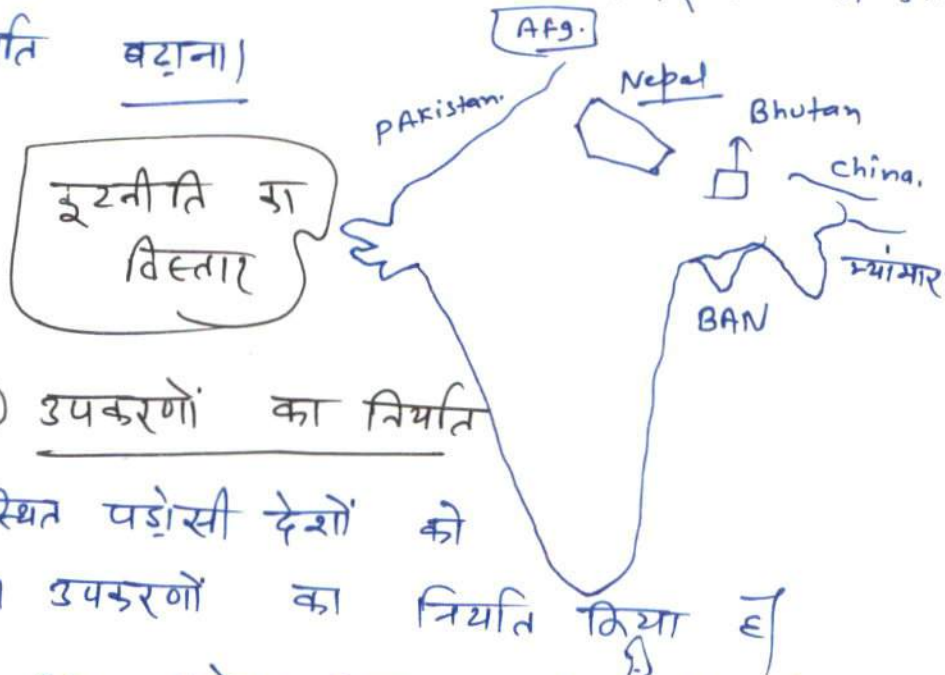 Afg.
ति बढ़ाना।
Nepal
PAKistan.
Bhutan
China.
कूटनीति का
विस्तार
म्यांमार
BAN
) उपकरणों का निर्यात
स्थित पड़ोसी देशों को
उपकरणों का निर्यात किया है